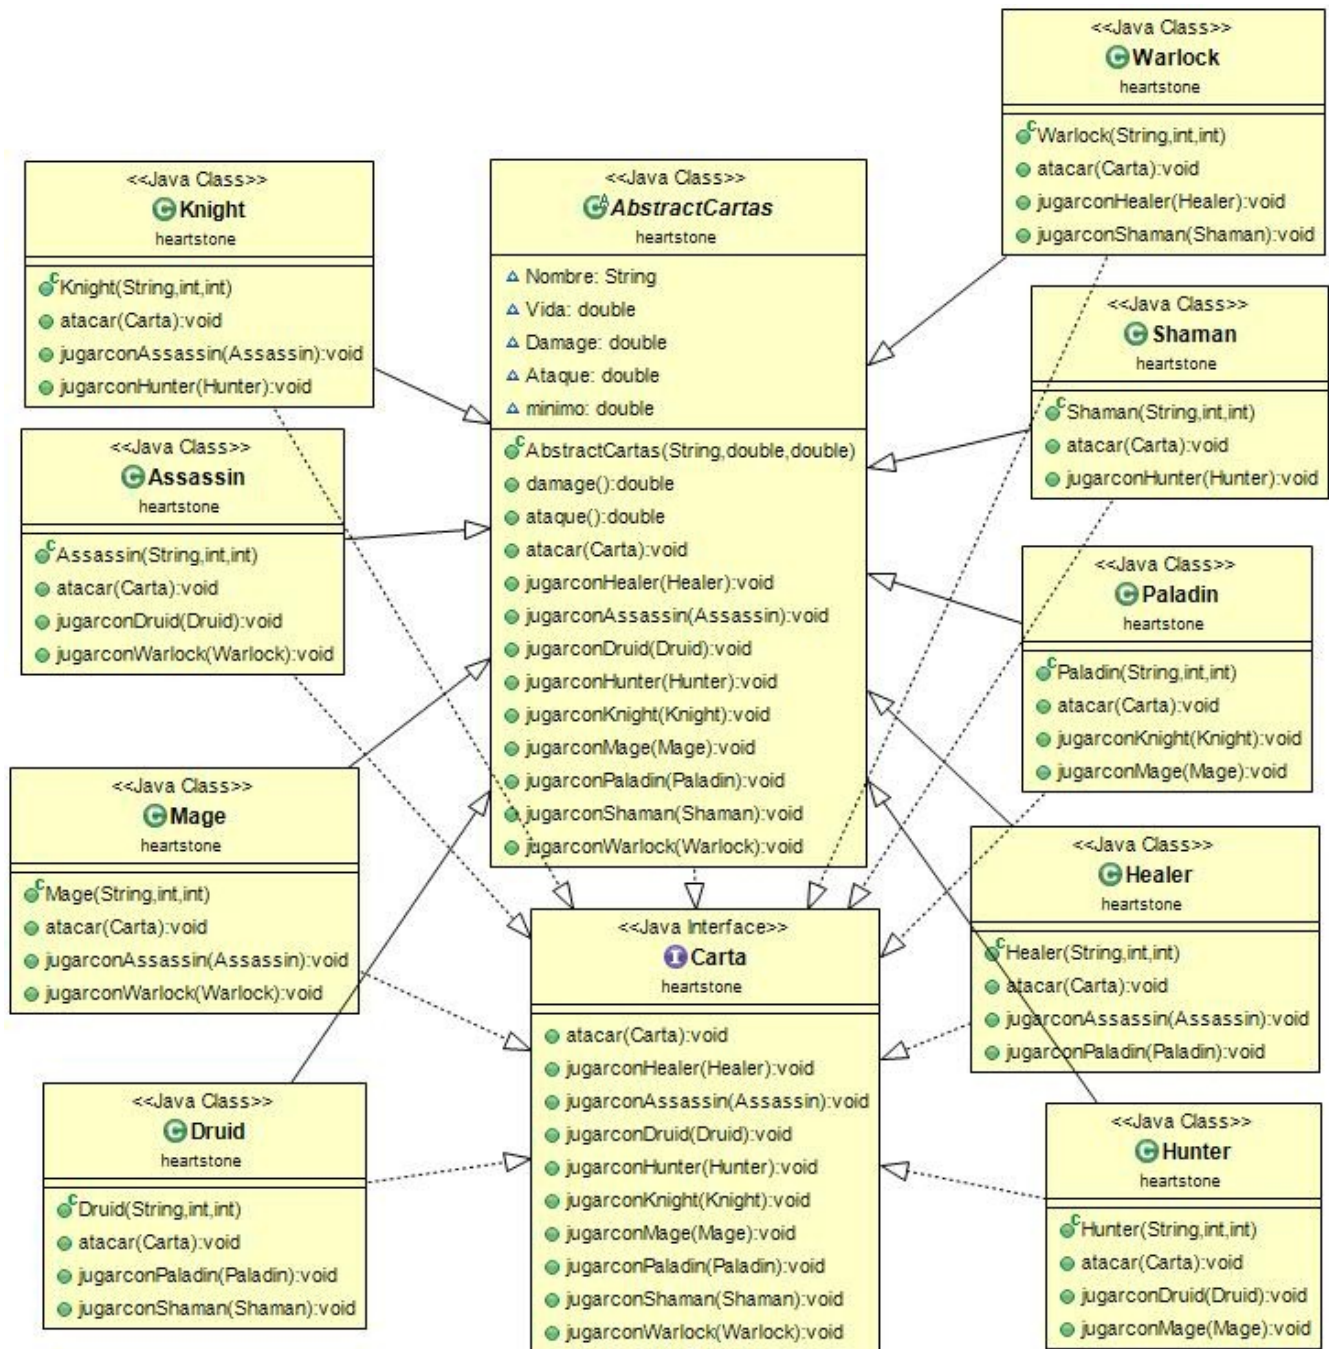 <<Java Class>>
Warlock
heartstone
Warlock(String,int,int)
atacar(Carta):void
jugarconHealer(Healer):void
jugarconShaman(Shaman):void
<<Java Class>>
Knight
heartstone
Knight(String,int,int)
atacar(Carta):void
jugarconAssassin(Assassin):void
jugarconHunter(Hunter):void
<<Java Class>>
AbstractCartas
heartstone
Nombre: String
Vida: double
Damage: double
Ataque: double
minimo: double
AbstractCartas(String,double,double)
damage():double
ataque():double
atacar(Carta):void
jugarconHealer(Healer):void
jugarconAssassin(Assassin):void
jugarconDruid(Druid):void
jugarconHunter(Hunter):void
jugarconKnight(Knight):void
jugarconMage(Mage):void
jugarconPaladin(Paladin):void
jugarconShaman(Shaman):void
jugarconWarlock(Warlock):void
<<Java Class>>
Shaman
heartstone
Shaman(String,int,int)
atacar(Carta):void
jugarconHunter(Hunter):void
<<Java Class>>
Assassin
heartstone
Assassin(String,int,int)
atacar(Carta):void
jugarconDruid(Druid):void
jugarconWarlock(Warlock):void
<<Java Class>>
Paladin
heartstone
Paladin(String,int,int)
atacar(Carta):void
jugarconKnight(Knight):void
jugarconMage(Mage):void
<<Java Class>>
Mage
heartstone
Mage(String,int,int)
atacar(Carta):void
jugarconAssassin(Assassin):void
jugarconWarlock(Warlock):void
<<Java Class>>
Healer
heartstone
Healer(String,int,int)
atacar(Carta):void
jugarconAssassin(Assassin):void
jugarconPaladin(Paladin):void
<<Java Interface>>
Carta
heartstone
atacar(Carta):void
jugarconHealer(Healer):void
jugarconAssassin(Assassin):void
jugarconDruid(Druid):void
jugarconHunter(Hunter):void
jugarconKnight(Knight):void
jugarconMage(Mage):void
jugarconPaladin(Paladin):void
jugarconShaman(Shaman):void
jugarconWarlock(Warlock):void
<<Java Class>>
Druid
heartstone
Druid(String,int,int)
atacar(Carta):void
jugarconPaladin(Paladin):void
jugarconShaman(Shaman):void
<<Java Class>>
Hunter
heartstone
Hunter(String,int,int)
atacar(Carta):void
jugarconDruid(Druid):void
jugarconMage(Mage):void